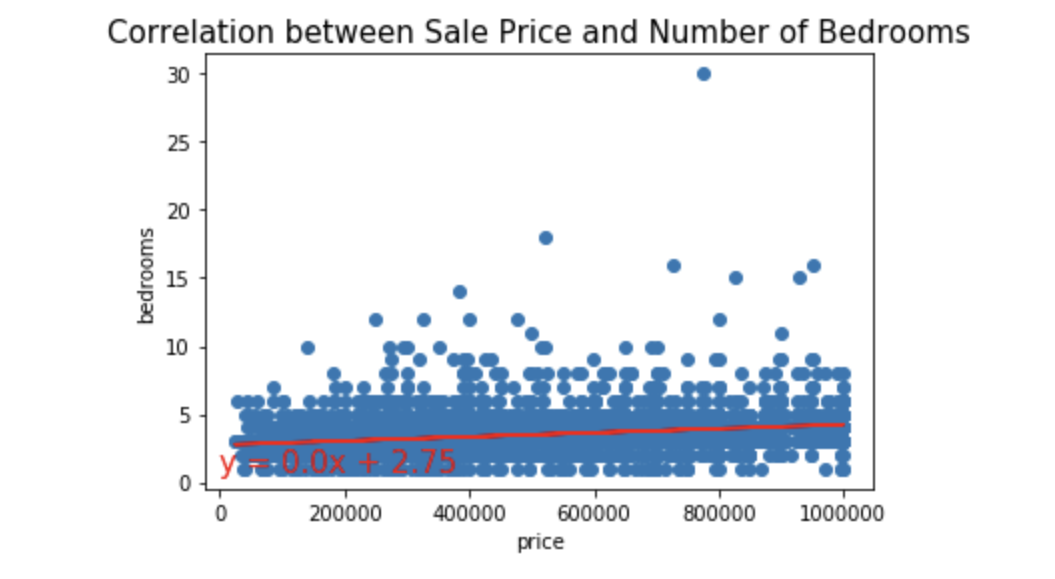 Correlation between Sale Price and Number of Bedrooms
30
25
20
15
10
5
0
bedrooms
y = 0.0x + 2.75
0 200000 400000 600000 800000 1000000
price